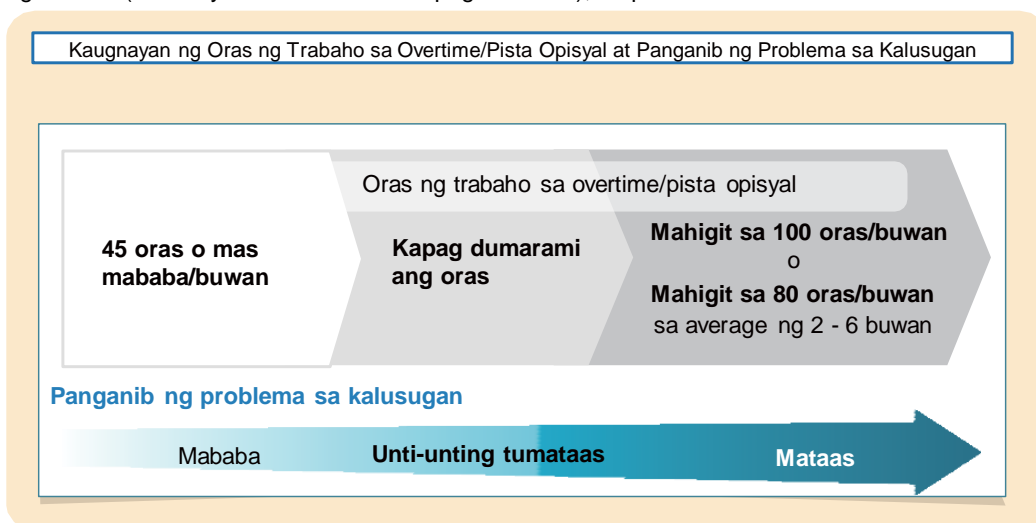 Kaugnayan ng Oras ng Trabaho sa Overtime/Pista Opisyal at Panganib ng Problema sa Kalusugan
Oras ng trabaho sa overtime/pista opisyal
45 oras o mas
mababa/buwan
Kapag dumarami
ang oras
Mahigit sa 100 oras/buwan
o
Mahigit sa 80 oras/buwan
sa average ng 2 - 6 buwan
Panganib ng problema sa kalusugan
Mababa
Unti-unting tumataas
Mataas